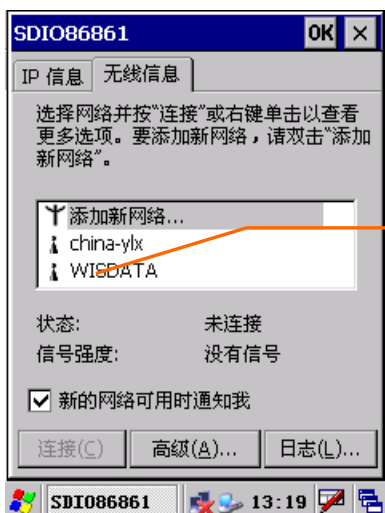 SDIO86861 OK ×
IP 信息 无线信息
选择网络并按"连接"或右键单击以查看
更多选项。要添加新网络，请双击"添加
新网络"。
添加新网络...
china-ylx
WISDATA
状态: 未连接
信号强度: 没有信号
新的网络可用时通知我
连接(C) 高级(A)... 日志(L)...
SDI086861 13:19